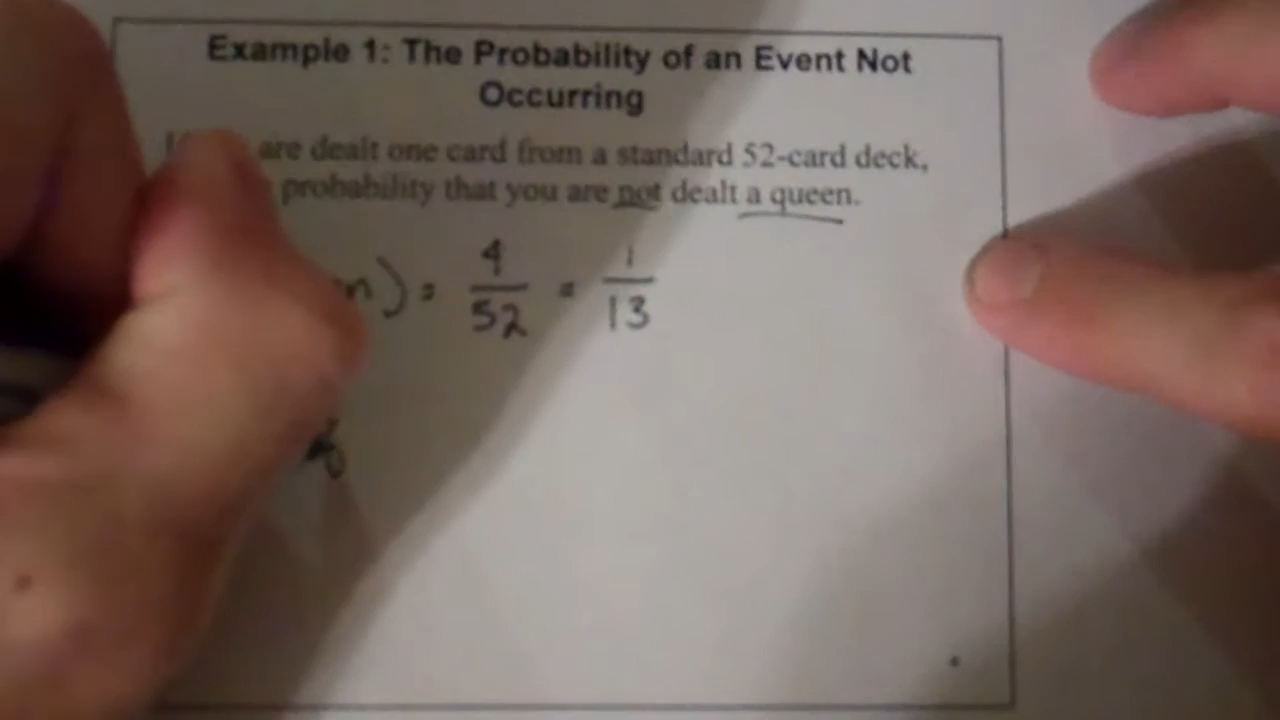 Example 1: The Probability of an Event Not
Occurring
are dealt one card from a standard 52-card deck,
probability that you are not dealt a queen.
n) = 4/52 = 1/13